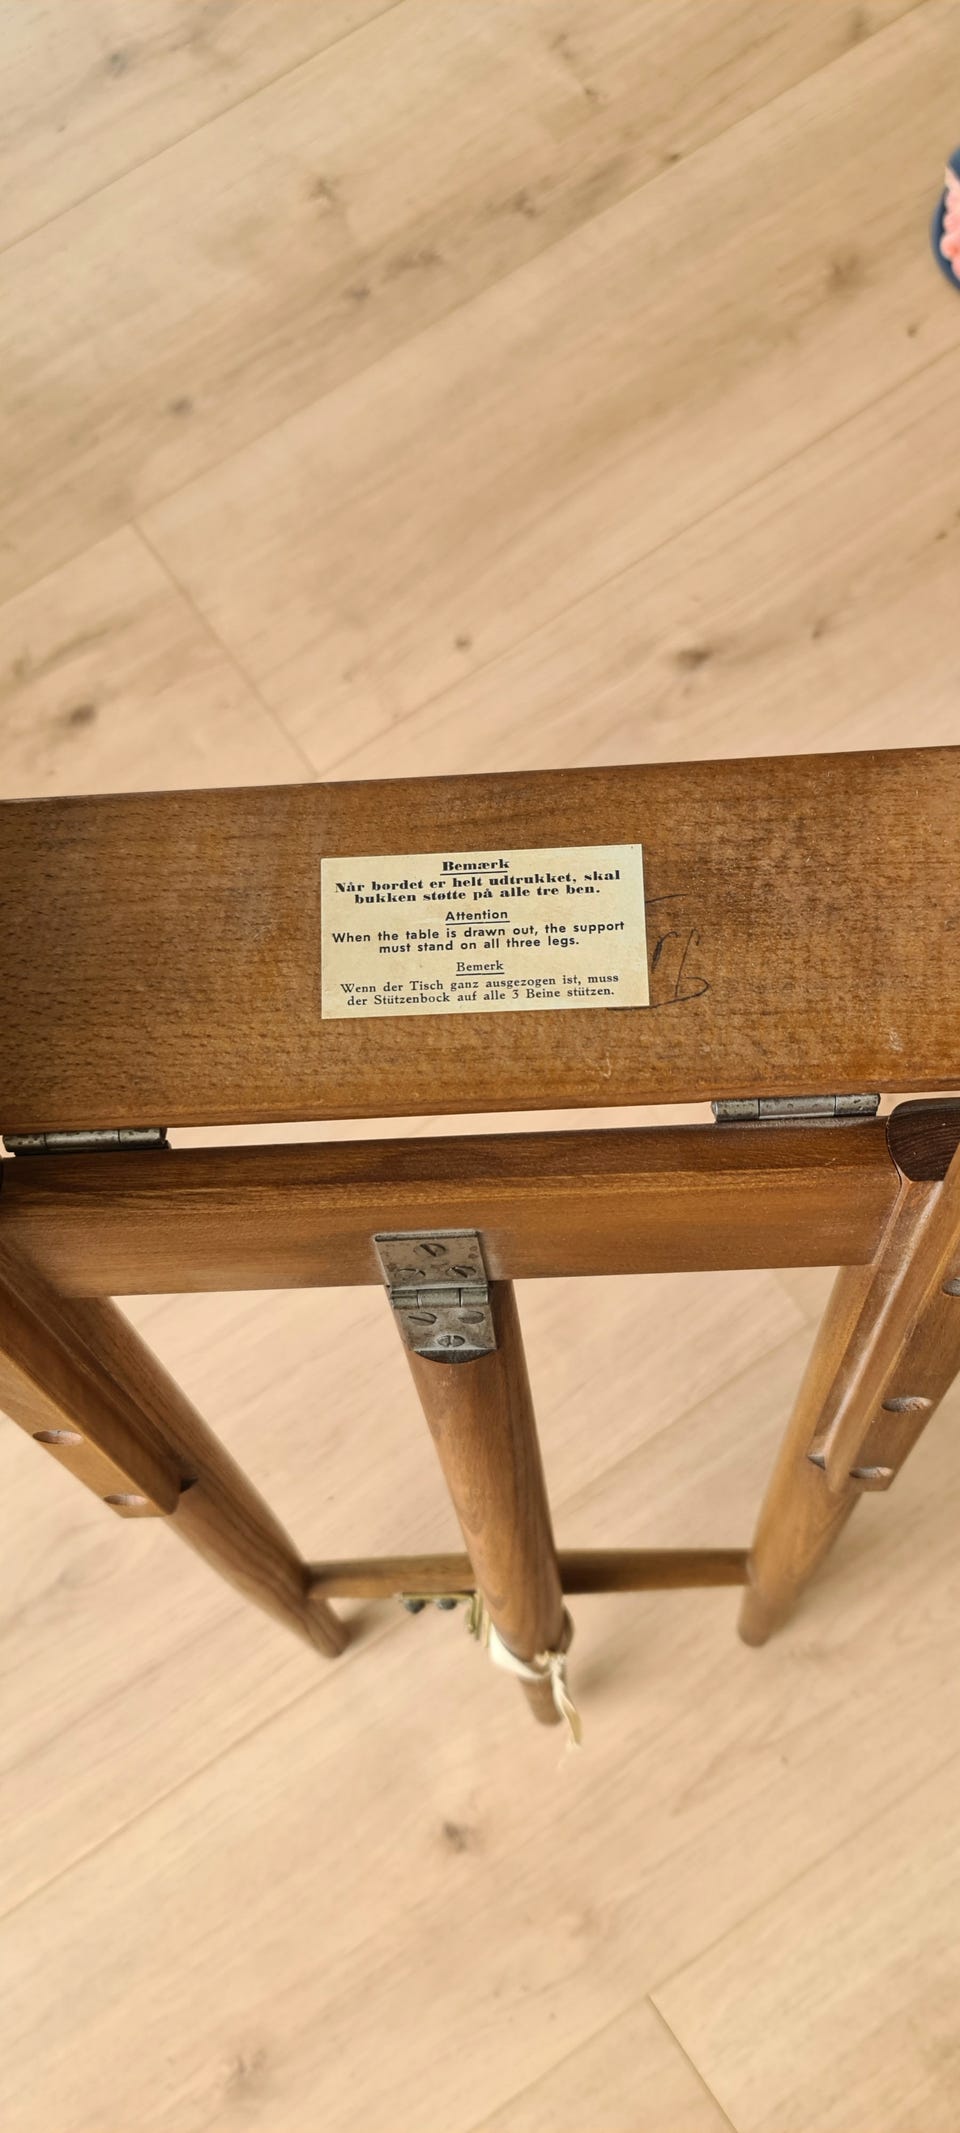 Bemærk
Når bordet er helt udtrukket, skal
bukken støtte på alle tre ben.
Attention
When the table is drawn out, the support
must stand on all three legs.
Bemerk
Wenn der Tisch ganz ausgezogen ist, muss
der Stützenbock auf alle 3 Beine stützen.